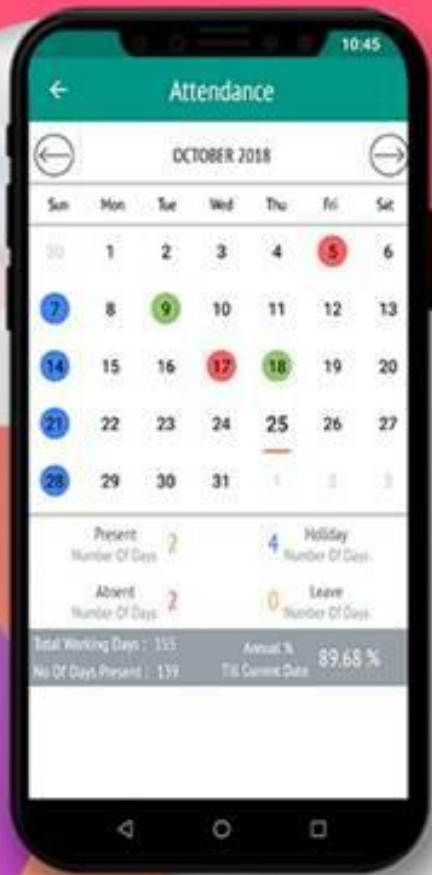 10:45
Attendance
OCTOBER 2018
Sun Mon Tue Wed Thu Fri Sat
30 1 2 3 4 5 6
7 8 9 10 11 12 13
14 15 16 17 18 19 20
21 22 23 24 25 26 27
28 29 30 31 1 2 3
Present
Number Of Days 2
4 Holliday
Number Of Days
Absent
Number Of Days 2
0 Leave
Number Of Days
Total Working Days : 155
No Of Days Present : 139
Annual %
Till Current Date 89.68 %